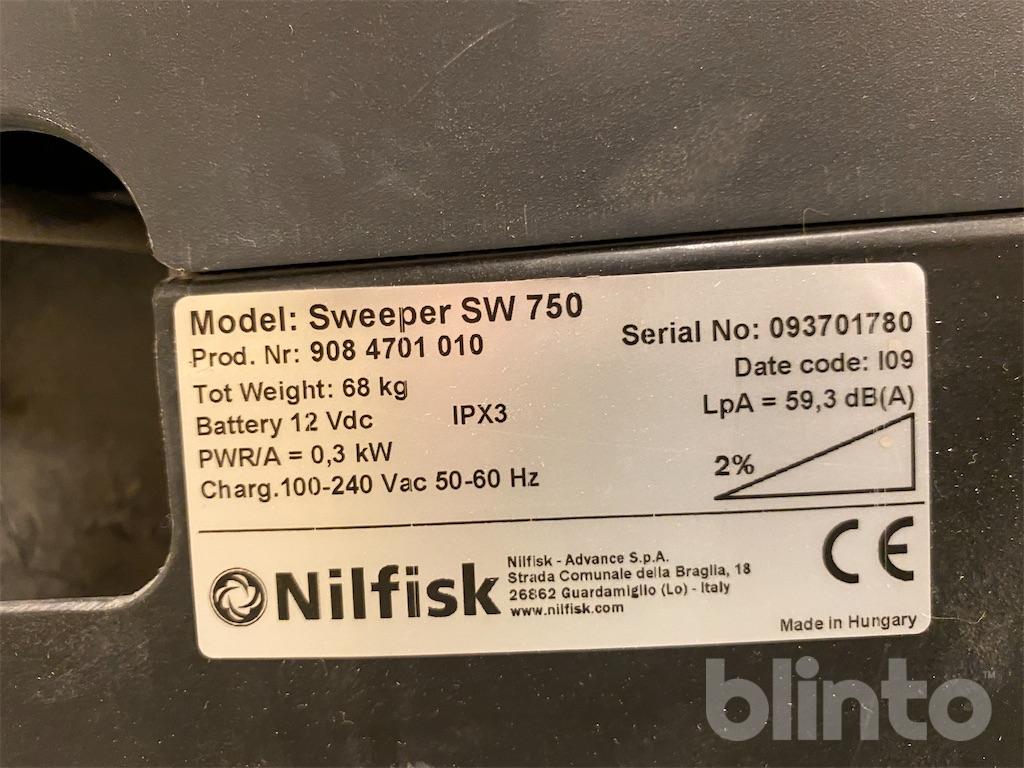 Model: Sweeper SW 750
Prod. Nr: 908 4701 010
Serial No: 093701780
Date code: I09
Tot Weight: 68 kg
Battery 12 Vdc IPX3
LpA = 59,3 dB(A)
PWR/A = 0,3 kW
2%
Charg.100-240 Vac 50-60 Hz
Nilfisk
Nilfisk - Advance S.p.A.
Strada Comunale della Braglia, 18
26862 Guardamiglio (Lo) - Italy
www.nilfisk.com
CE
Made in Hungary
blinto™